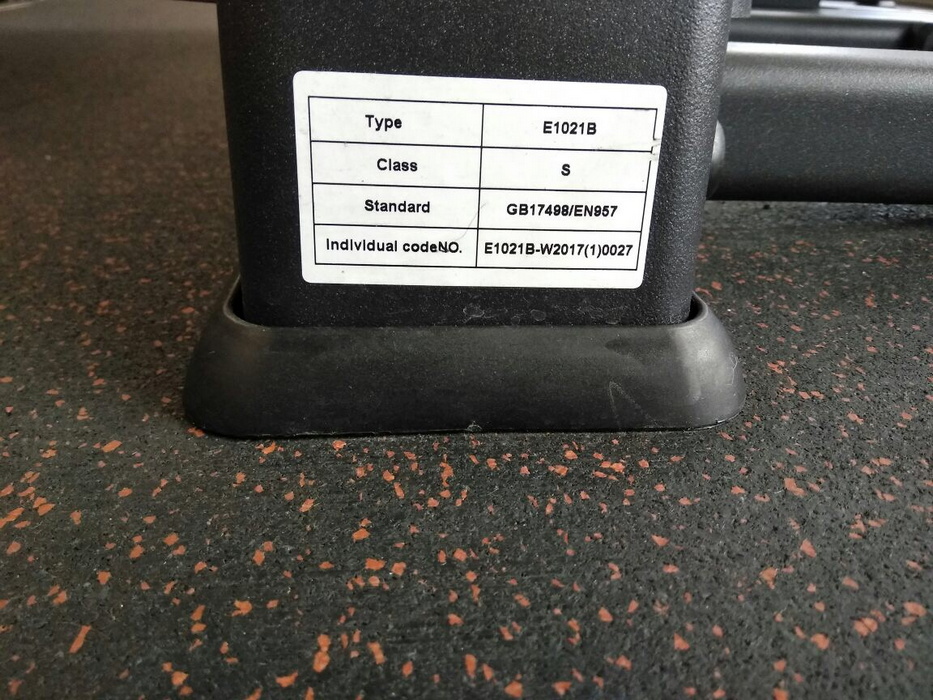 Type E1021B
Class S
Standard GB17498/EN957
Individual codeNO. E1021B-W2017(1)0027